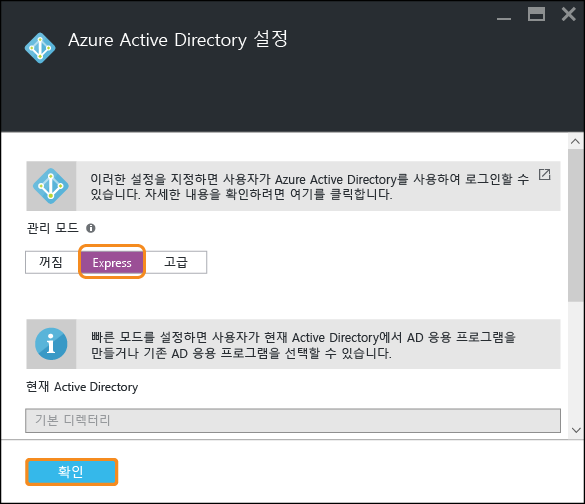 Azure Active Directory 설정
이러한 설정을 지정하면 사용자가 Azure Active Directory를 사용하여 로그인할 수
있습니다. 자세한 내용을 확인하려면 여기를 클릭합니다.
관리 모드
꺼짐 Express 고급
빠른 모드를 설정하면 사용자가 현재 Active Directory에서 AD 응용 프로그램을
만들거나 기존 AD 응용 프로그램을 선택할 수 있습니다.
현재 Active Directory
기본 디렉터리
확인